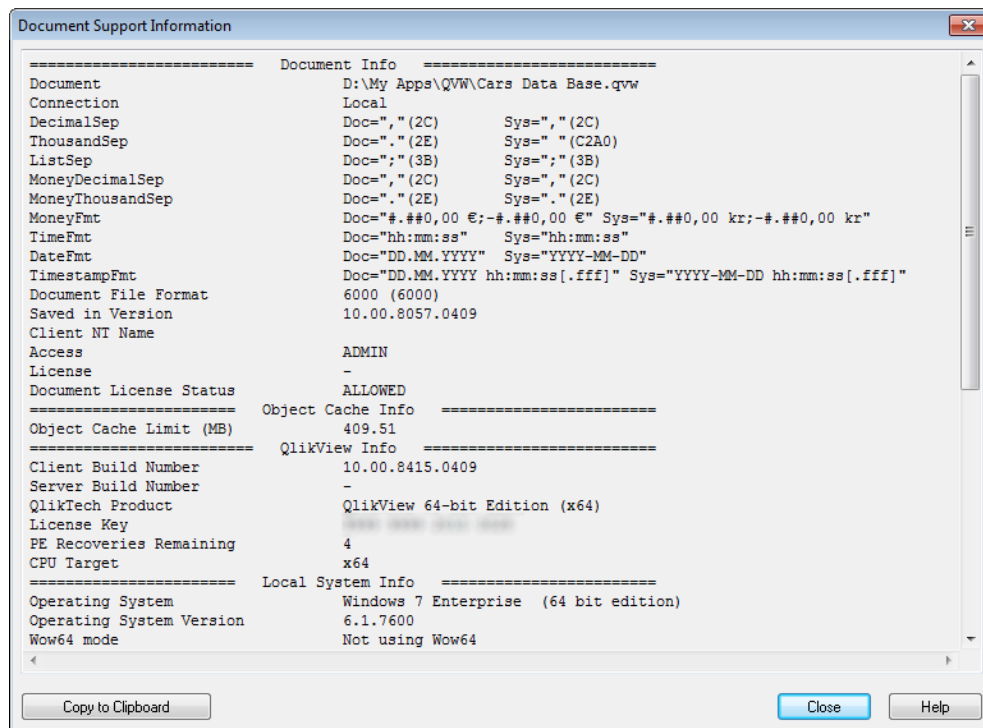 Document Support Information
========================= Document Info ==========================
Document D:\My Apps\QVW\Cars Data Base.qvw
Connection Local
DecimalSep Doc=","(2C) Sys=","(2C)
ThousandSep Doc="."(2E) Sys=" "(C2A0)
ListSep Doc=";"(3B) Sys=";"(3B)
MoneyDecimalSep Doc=","(2C) Sys=","(2C)
MoneyThousandSep Doc="."(2E) Sys="."(2E)
MoneyFmt Doc="#.##0,00 €;-#.##0,00 €" Sys="#.##0,00 kr;-#.##0,00 kr"
TimeFmt Doc="hh:mm:ss" Sys="hh:mm:ss"
DateFmt Doc="DD.MM.YYYY" Sys="YYYY-MM-DD"
TimestampFmt Doc="DD.MM.YYYY hh:mm:ss[.fff]" Sys="YYYY-MM-DD hh:mm:ss[.fff]"
Document File Format 6000 (6000)
Saved in Version 10.00.8057.0409
Client NT Name
Access ADMIN
License -
Document License Status ALLOWED
======================= Object Cache Info ========================
Object Cache Limit (MB) 409.51
========================= QlikView Info ==========================
Client Build Number 10.00.8415.0409
Server Build Number -
QlikTech Product QlikView 64-bit Edition (x64)
License Key
PE Recoveries Remaining 4
CPU Target x64
======================= Local System Info ========================
Operating System Windows 7 Enterprise (64 bit edition)
Operating System Version 6.1.7600
Wow64 mode Not using Wow64
Copy to Clipboard Close Help